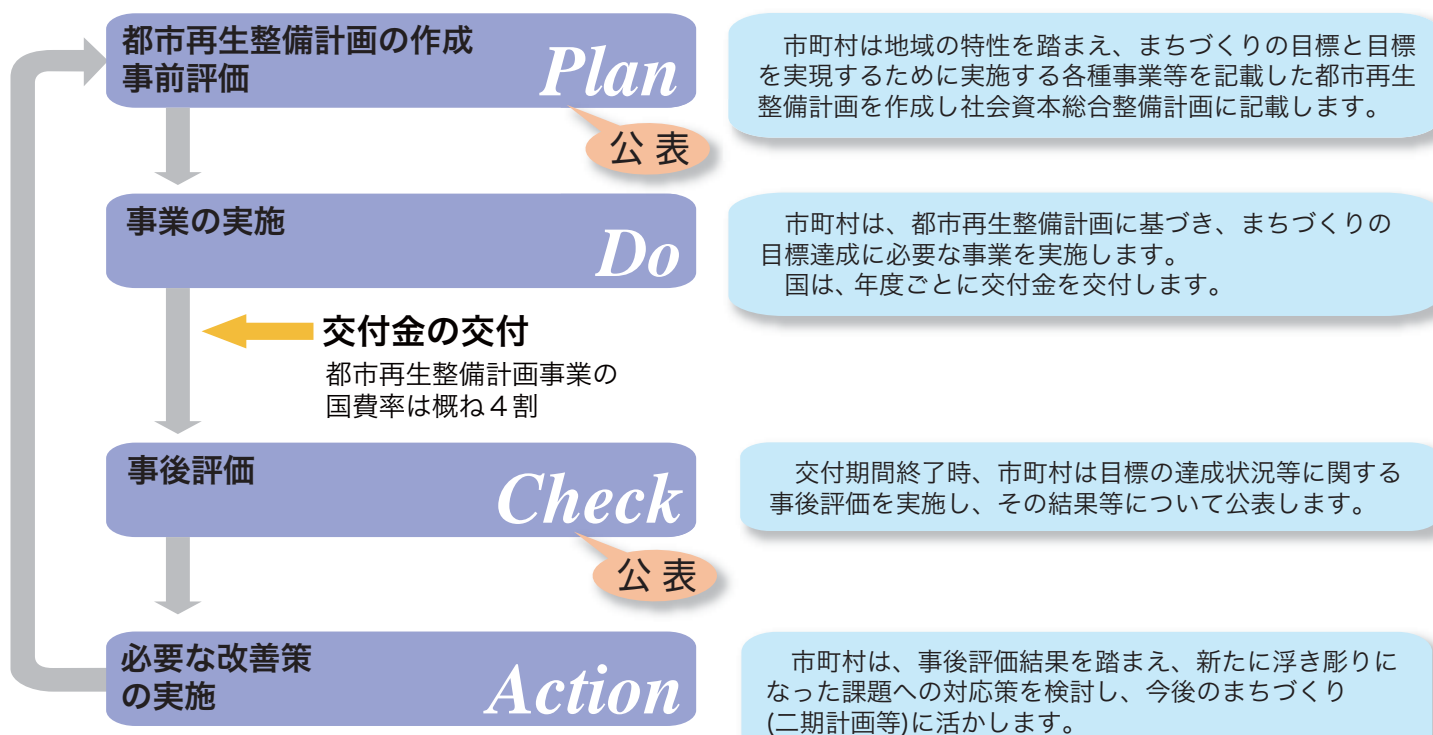 都市再生整備計画の作成
事前評価
Plan
公 表
市町村は地域の特性を踏まえ、まちづくりの目標と目標
を実現するために実施する各種事業等を記載した都市再生
整備計画を作成し社会資本総合整備計画に記載します。
事業の実施
Do
市町村は、都市再生整備計画に基づき、まちづくりの
目標達成に必要な事業を実施します。
国は、年度ごとに交付金を交付します。
交付金の交付
都市再生整備計画事業の
国費率は概ね４割
事後評価
Check
公 表
交付期間終了時、市町村は目標の達成状況等に関する
事後評価を実施し、その結果等について公表します。
必要な改善策
の実施
Action
市町村は、事後評価結果を踏まえ、新たに浮き彫りに
なった課題への対応策を検討し、今後のまちづくり
(二期計画等)に活かします。